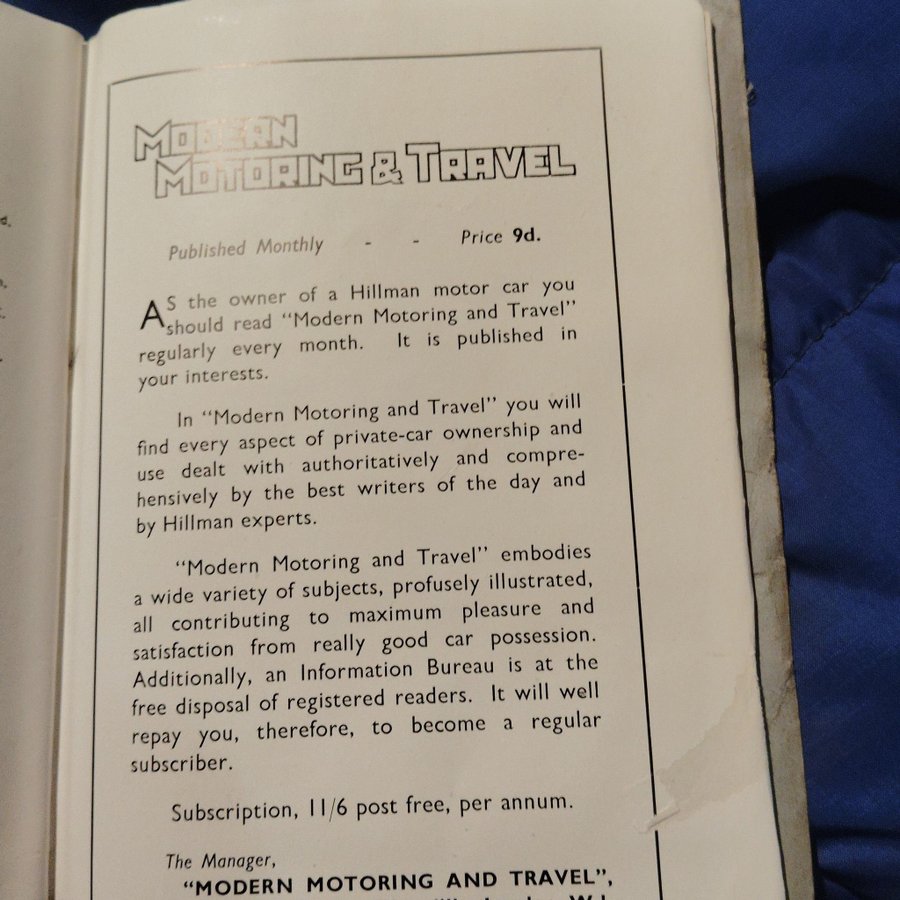 MODERN
MOTORING & TRAVEL
Published Monthly - - Price 9d.
AS the owner of a Hillman motor car you
should read “Modern Motoring and Travel”
regularly every month. It is published in
your interests.
In “Modern Motoring and Travel” you will
find every aspect of private-car ownership and
use dealt with authoritatively and compre-
hensively by the best writers of the day and
by Hillman experts.
“Modern Motoring and Travel” embodies
a wide variety of subjects, profusely illustrated,
all contributing to maximum pleasure and
satisfaction from really good car possession.
Additionally, an Information Bureau is at the
free disposal of registered readers. It will well
repay you, therefore, to become a regular
subscriber.
Subscription, 11/6 post free, per annum.
The Manager,
“MODERN MOTORING AND TRAVEL”,